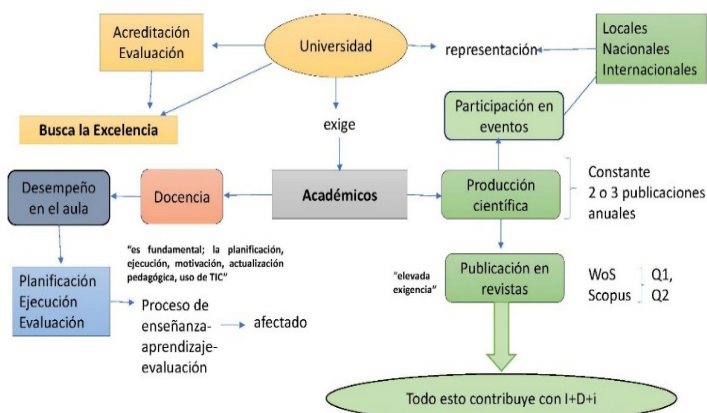 Acreditación
Evaluación
Universidad
representación
Locales
Nacionales
Internacionales
Busca la Excelencia
exige
Participación en
eventos
Desempeño
en el aula
Docencia
Académicos
Producción
científica
Constante
2 o 3 publicaciones
anuales
"es fundamental; la planificación,
ejecución, motivación, actualización
pedagógica, uso de TIC"
Planificación
Ejecución
Evaluación
Proceso de
enseñanza-
aprendizaje-
evaluación
afectado
"elevada
exigencia"
Publicación en
revistas
WoS Q1,
Scopus Q2
Todo esto contribuye con I+D+i